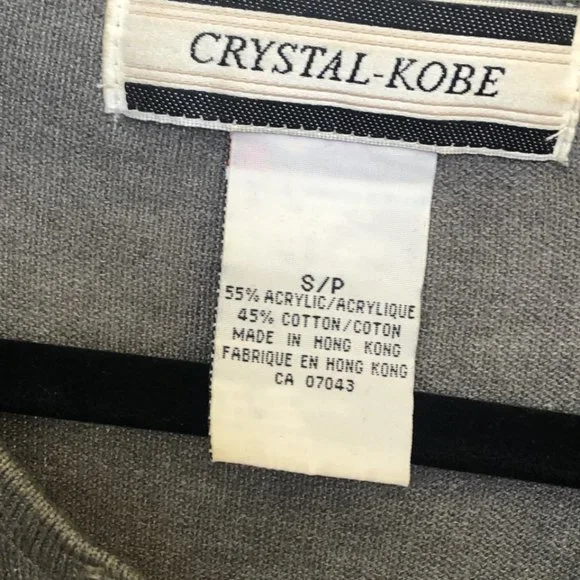 CRYSTAL-KOBE
S/P
55% ACRYLIC/ACRYLIQUE
45% COTTON/COTON
MADE IN HONG KONG
FABRIQUE EN HONG KONG
CA 07043